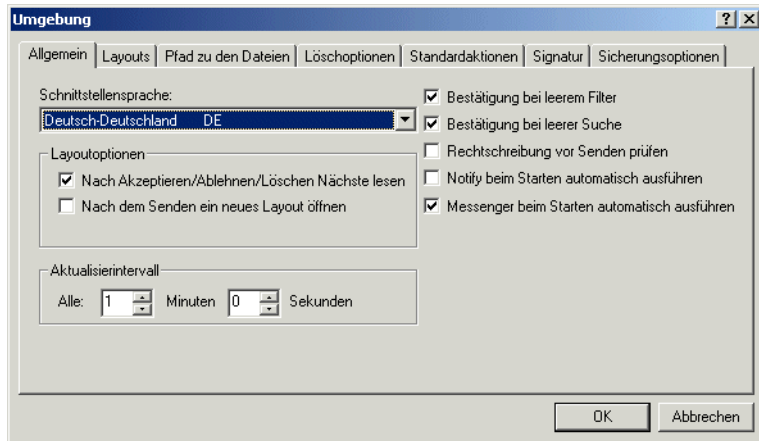 Umgebung
Allgemein Layouts Pfad zu den Dateien Löschoptionen Standardaktionen Signatur Sicherungsoptionen
Schnittstellensprache:
Deutsch-Deutschland DE
Layoutoptionen
Nach Akzeptieren/Ablehnen/Löschen Nächste lesen
Nach dem Senden ein neues Layout öffnen
Aktualisierintervall
Alle: 1 Minuten 0 Sekunden
Bestätigung bei leerem Filter
Bestätigung bei leerer Suche
Rechtschreibung vor Senden prüfen
Notify beim Starten automatisch ausführen
Messenger beim Starten automatisch ausführen
OK Abbrechen